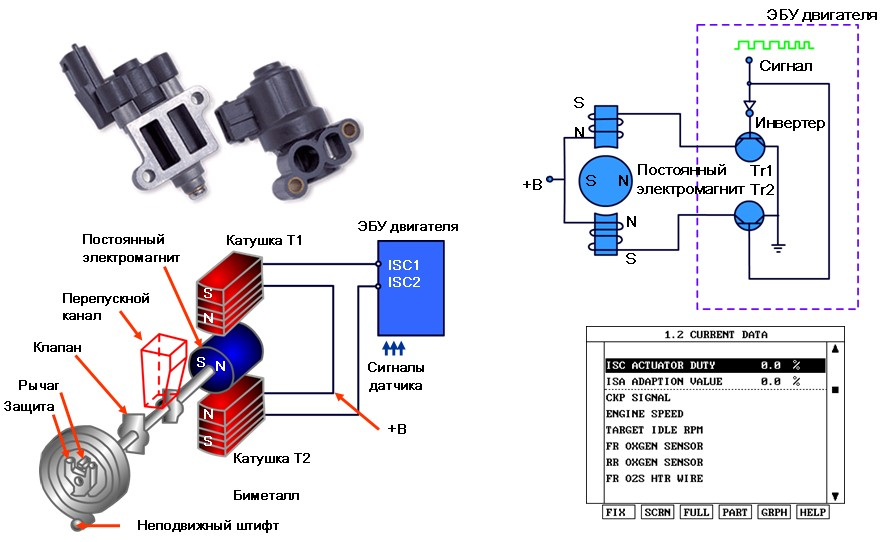 ЭБУ двигателя
Сигнал
Инвертер
S
N
+B
S
N
Постоянный
электромагнит
Tr1
Tr2
N
S
Постоянный
электромагнит
Катушка T1
ЭБУ двигателя
ISC1
ISC2
S
N
Перепускной
канал
Клапан
S
N
Сигналы
датчика
Рычаг
Защита
N
S
+B
Катушка T2
Биметалл
Неподвижный штифт
1.2 CURRENT DATA
ISC ACTUATOR DUTY 0.0 %
ISA ADAPTION VALUE 0.0 %
CKP SIGNAL
ENGINE SPEED
TARGET IDLE RPM
FR OXGEN SENSOR
RR OXGEN SENSOR
FR O2S HTR WIRE
FIX SCRN FULL PART GRPH HELP